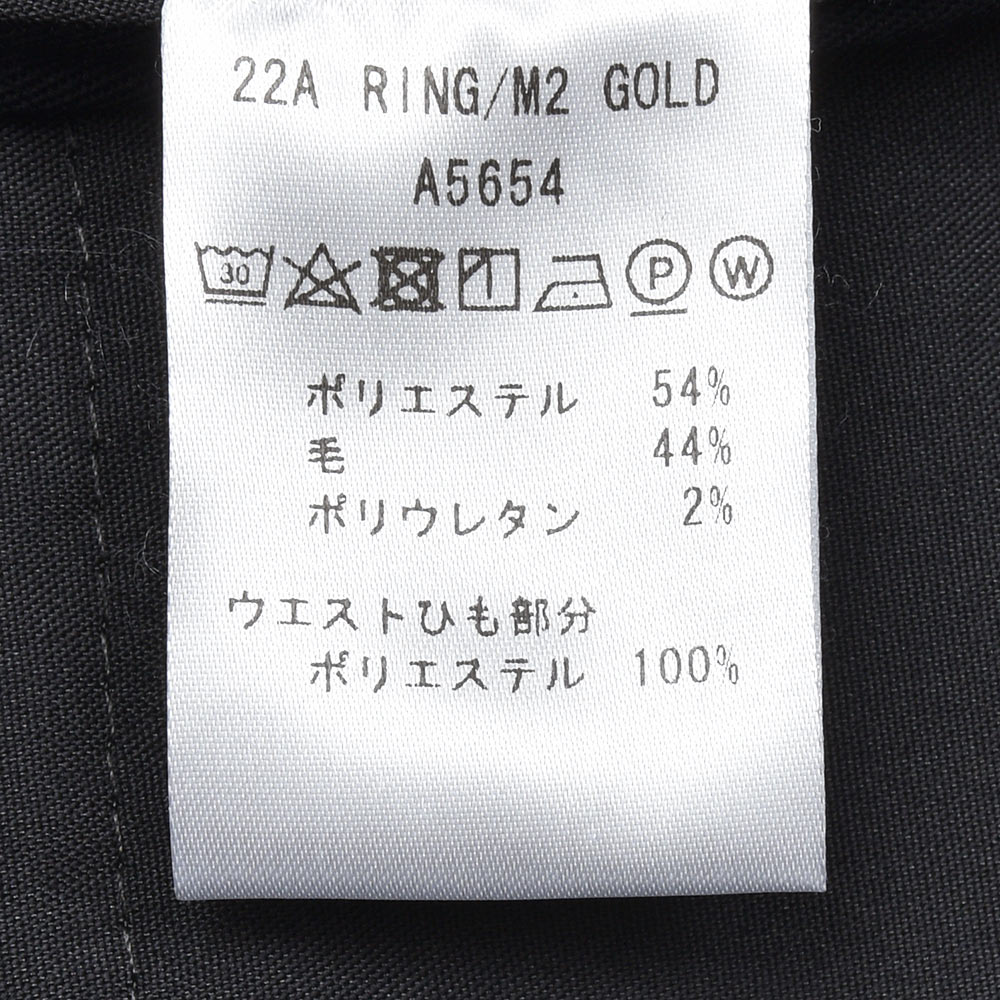 22A RING/M2 GOLD
A5654
30 P W
ポリエステル 54%
毛 44%
ポリウレタン 2%
ウエストひも部分
ポリエステル 100%